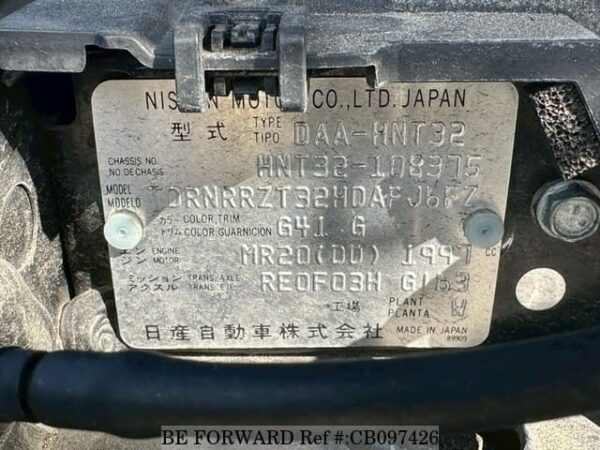 NISSAN MOTOR CO.,LTD. JAPAN
型式 TYPE TIPO DAA-HNT32
CHASSIS NO. NO DE CHASIS HNT32-108375
MODEL MODELO
カラー COLOR,TRIM トリム COLOR,GUARNICION G41 G
エンジン ENGINE MOTOR MR20(DD) 1997 CC
ミッション アクスル TRANS. AXLE TRANS. EJE RE0F03H G163
工場 PLANT PLANTA W
日産自動車株式会社 MADE IN JAPAN
89909
BE FORWARD Ref #:CB097426